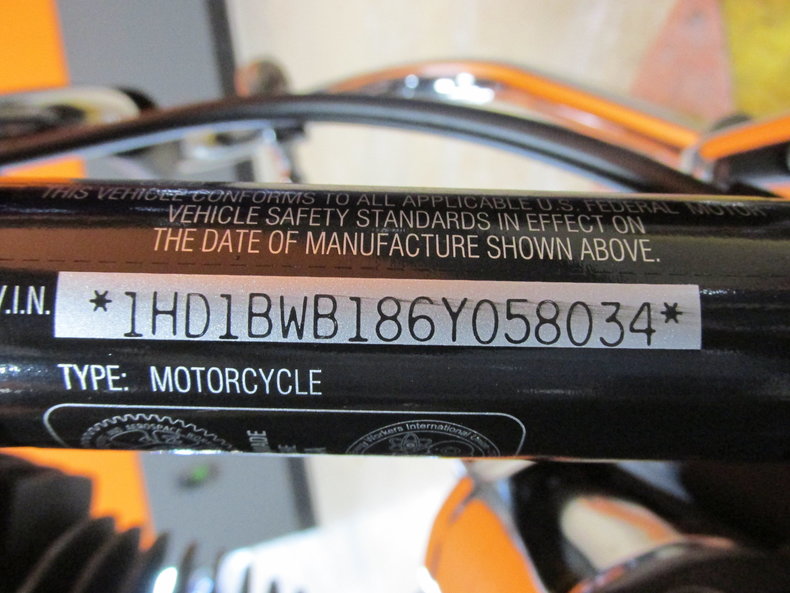 THIS VEHICLE CONFORMS TO ALL APPLICABLE U.S. FEDERAL MOTOR
VEHICLE SAFETY STANDARDS IN EFFECT ON
THE DATE OF MANUFACTURE SHOWN ABOVE.
V.I.N. *1HD1BWB186Y058034*
TYPE: MOTORCYCLE